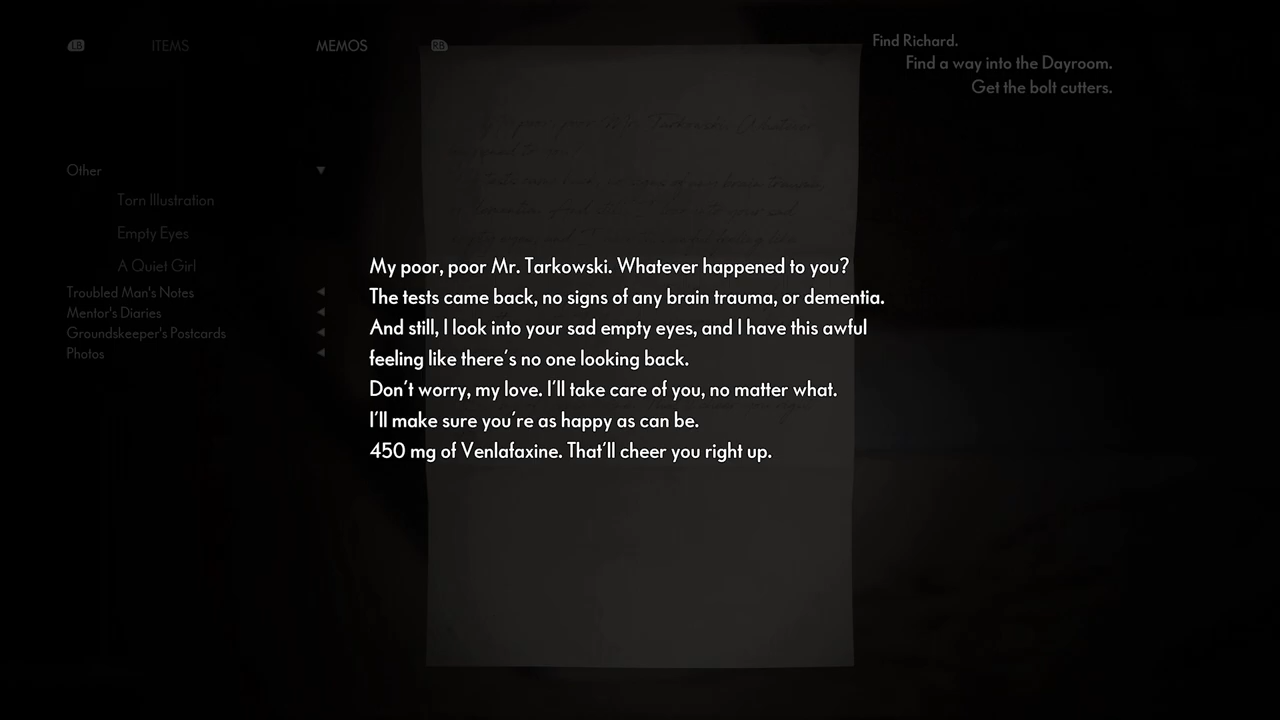 LB ITEMS MEMOS RB
Find Richard.
Find a way into the Dayroom.
Get the bolt cutters.
Other
Torn Illustration
Empty Eyes
A Quiet Girl
Troubled Man's Notes
Mentor's Diaries
Groundskeeper's Postcards
Photos
My poor, poor Mr. Tarkowski. Whatever happened to you?
The tests came back, no signs of any brain trauma, or dementia.
And still, I look into your sad empty eyes, and I have this awful
feeling like there's no one looking back.
Don't worry, my love. I'll take care of you, no matter what.
I'll make sure you're as happy as can be.
450 mg of Venlafaxine. That'll cheer you right up.